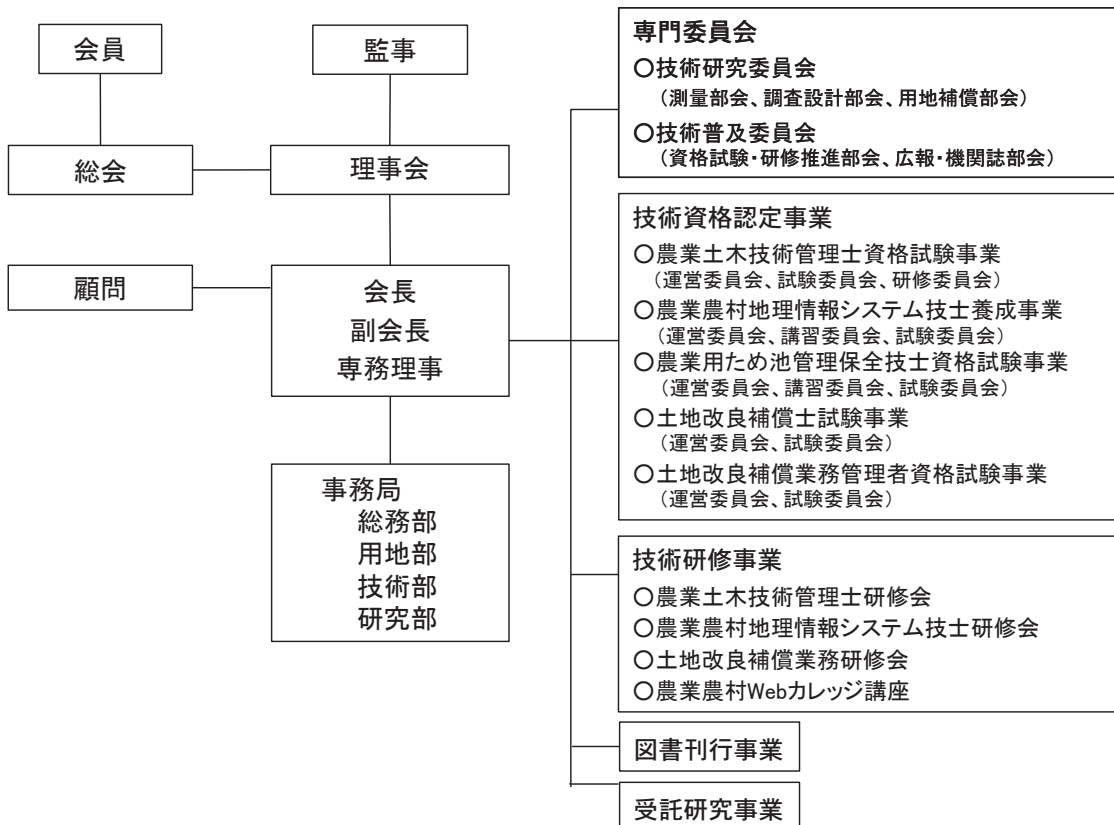 会員
監事
総会
理事会
顧問
会長
副会長
専務理事
事務局
総務部
用地部
技術部
研究部
専門委員会
○技術研究委員会
（測量部会、調査設計部会、用地補償部会）
○技術普及委員会
（資格試験・研修推進部会、広報・機関誌部会）
技術資格認定事業
○農業土木技術管理士資格試験事業
（運営委員会、試験委員会、研修委員会）
○農業農村地理情報システム技士養成事業
（運営委員会、講習委員会、試験委員会）
○農業用ため池管理保全技士資格試験事業
（運営委員会、講習委員会、試験委員会）
○土地改良補償士試験事業
（運営委員会、試験委員会）
○土地改良補償業務管理者資格試験事業
（運営委員会、試験委員会）
技術研修事業
○農業土木技術管理士研修会
○農業農村地理情報システム技士研修会
○土地改良補償業務研修会
○農業農村Webカレッジ講座
図書刊行事業
受託研究事業